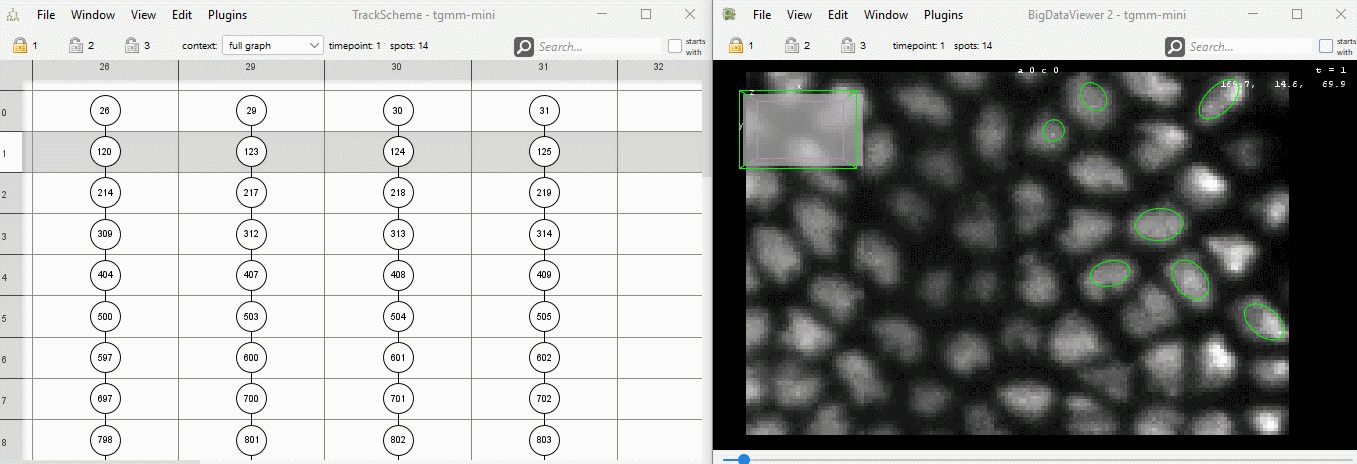 File Window View Edit Plugins TrackScheme - tgmm-mini
1 2 3 context: full graph timepoint: 1 spots: 14 Search... starts with
26 29 30 31 32
0 26 29 30 31
1 120 123 124 125
2 214 217 218 219
3 309 312 313 314
4 404 407 408 409
5 500 503 504 505
6 597 600 601 602
7 697 700 701 702
8 798 801 802 803
File View Edit Window Plugins BigDataViewer 2 - tgmm-mini
1 2 3 timepoint: 1 spots: 14 Search... starts with
a 0 c 0 t = 1
14.6, 69.9
z x
y